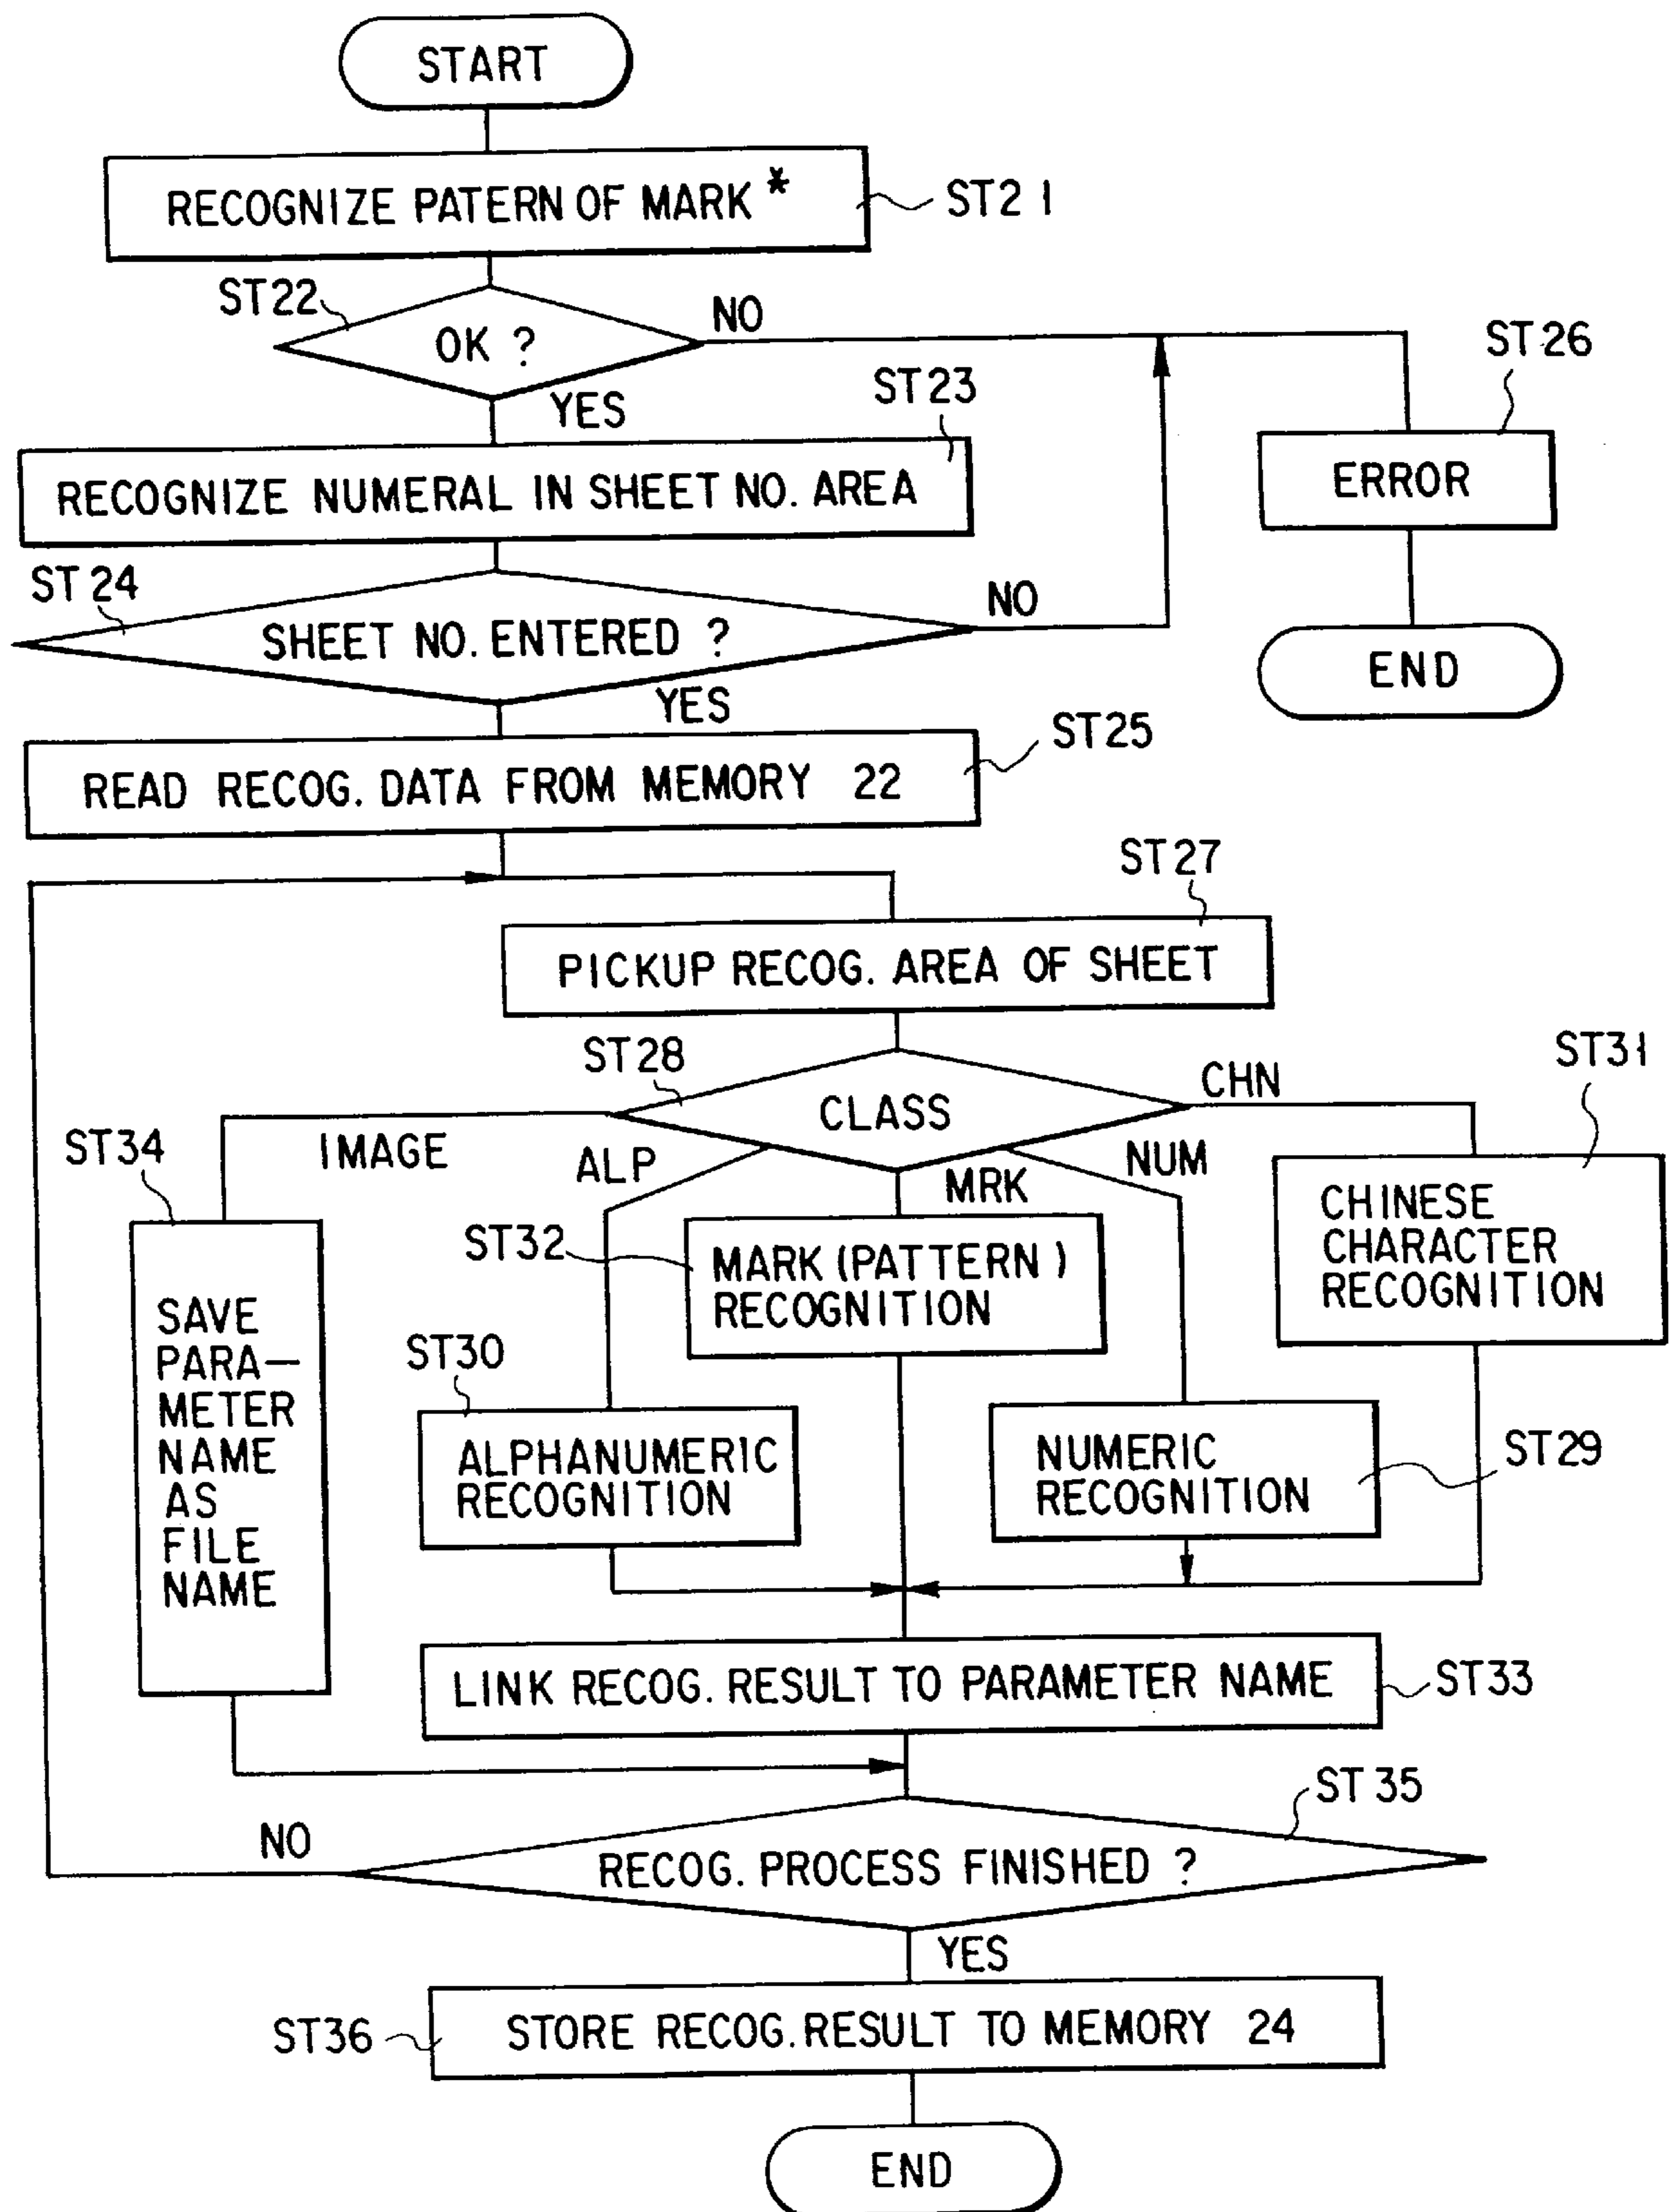 START
RECOGNIZE PATERN OF MARK *
ST21
ST22
OK ?
NO
YES
ST23
ST26
RECOGNIZE NUMERAL IN SHEET NO. AREA
ERROR
ST24
SHEET NO. ENTERED ?
NO
END
YES
ST25
READ RECOG. DATA FROM MEMORY 22
ST27
PICKUP RECOG. AREA OF SHEET
ST28
CLASS
CHN
ST31
ST34
IMAGE
ALP
MRK
NUM
CHINESE
CHARACTER
RECOGNITION
ST32
MARK (PATTERN)
RECOGNITION
SAVE
PARA—
METER
NAME
AS
FILE
NAME
ST30
ALPHANUMERIC
RECOGNITION
NUMERIC
RECOGNITION
ST29
LINK RECOG. RESULT TO PARAMETER NAME
ST33
ST35
NO
RECOG. PROCESS FINISHED ?
YES
ST36
STORE RECOG. RESULT TO MEMORY 24
END